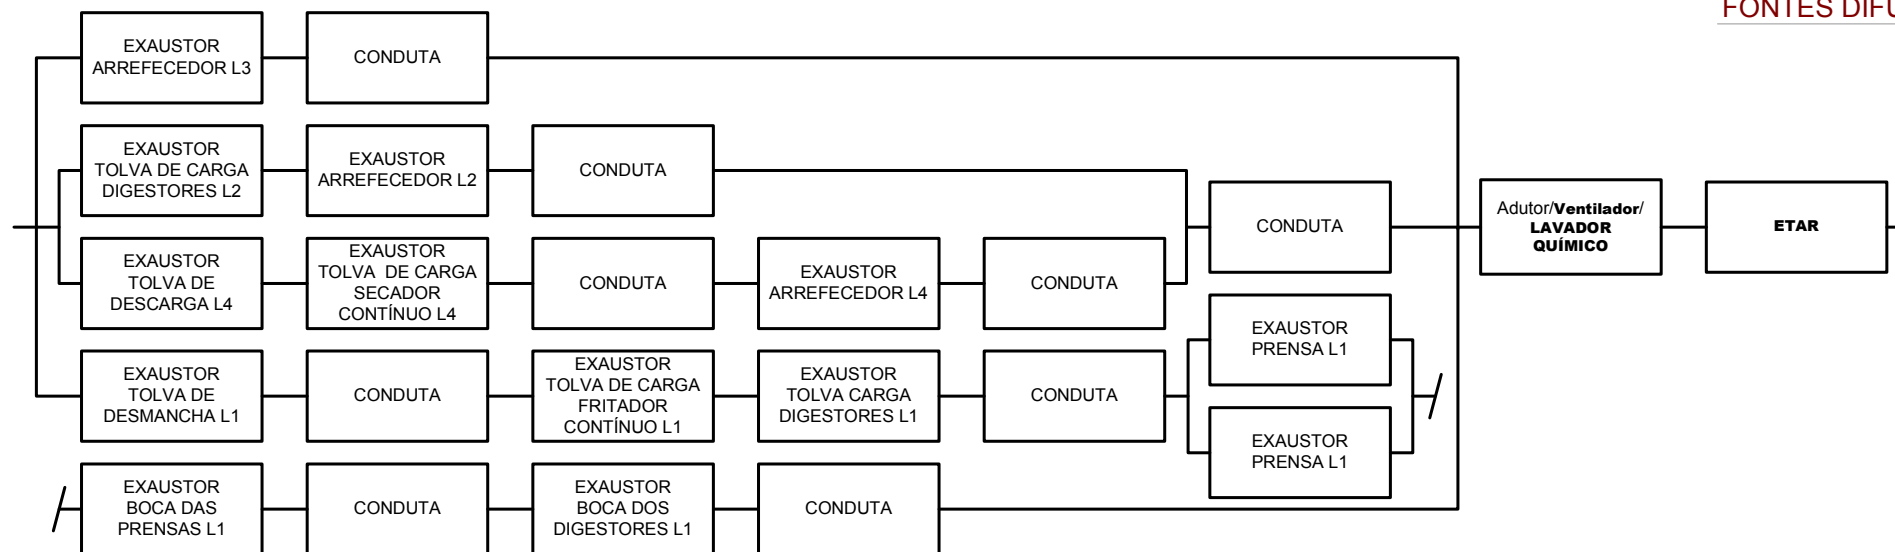 FONTES DIFU
EXAUSTOR
ARREFECEDOR L3
CONDUTA
EXAUSTOR
TOLVA DE CARGA
DIGESTORES L2
EXAUSTOR
ARREFECEDOR L2
CONDUTA
CONDUTA
Adutor/Ventilador/
LAVADOR
QUÍMICO
ETAR
EXAUSTOR
TOLVA DE
DESCARGA L4
EXAUSTOR
TOLVA DE CARGA
SECADOR
CONTÍNUO L4
CONDUTA
EXAUSTOR
ARREFECEDOR L4
CONDUTA
EXAUSTOR
PRENSA L1
EXAUSTOR
TOLVA DE
DESMANCHA L1
CONDUTA
EXAUSTOR
TOLVA DE CARGA
FRITADOR
CONTÍNUO L1
EXAUSTOR
TOLVA CARGA
DIGESTORES L1
CONDUTA
EXAUSTOR
PRENSA L1
EXAUSTOR
BOCA DAS
PRENSAS L1
CONDUTA
EXAUSTOR
BOCA DOS
DIGESTORES L1
CONDUTA